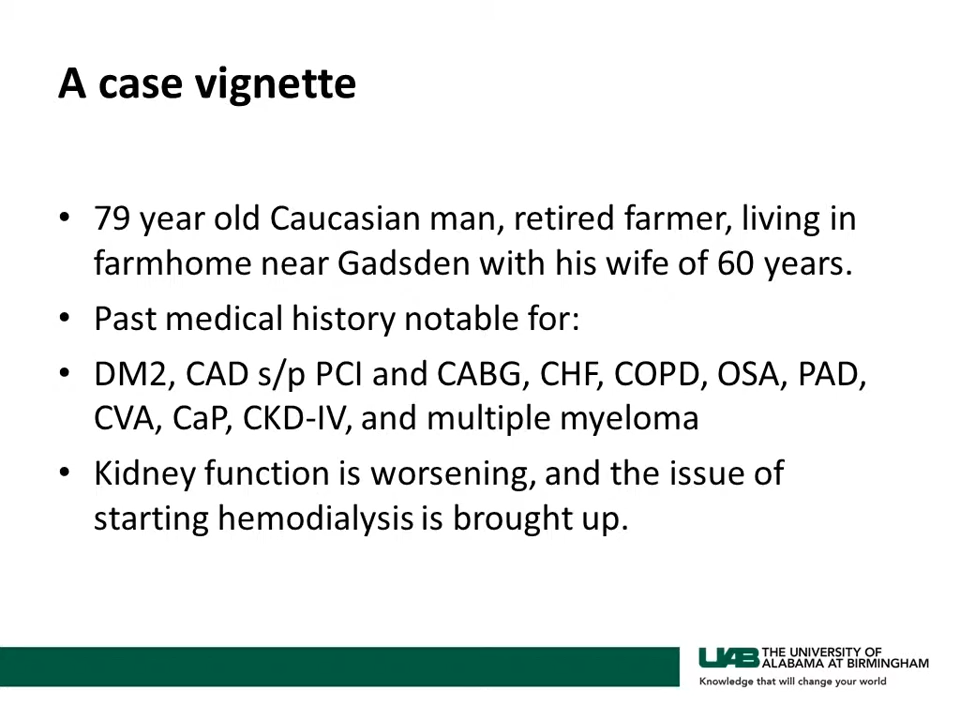 A case vignette
• 79 year old Caucasian man, retired farmer, living in
farmhome near Gadsden with his wife of 60 years.
• Past medical history notable for:
• DM2, CAD s/p PCI and CABG, CHF, COPD, OSA, PAD,
CVA, CaP, CKD-IV, and multiple myeloma
• Kidney function is worsening, and the issue of
starting hemodialysis is brought up.
UAB THE UNIVERSITY OF
ALABAMA AT BIRMINGHAM
Knowledge that will change your world